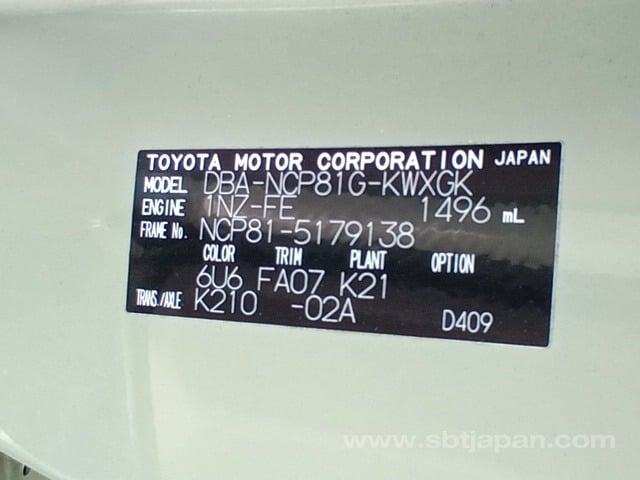 TOYOTA MOTOR CORPORATION JAPAN
MODEL DBA-NCP81G-KWXGK
ENGINE 1NZ-FE 1496 mL
FRAME No. NCP81-5179138
COLOR TRIM PLANT OPTION
6U6 FA07 K21
TRANS./AXLE K210 -02A D409
www.sbtjapan.com